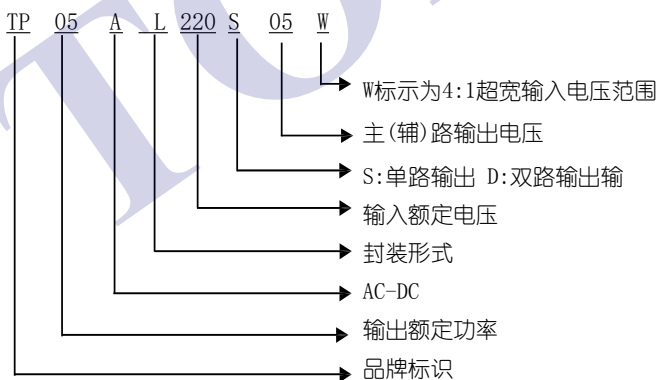 TP 05 A L 220 S 05 W
W标示为4:1超宽输入电压范围
主(辅)路输出电压
S:单路输出 D:双路输出输
输入额定电压
封装形式
AC-DC
输出额定功率
品牌标识